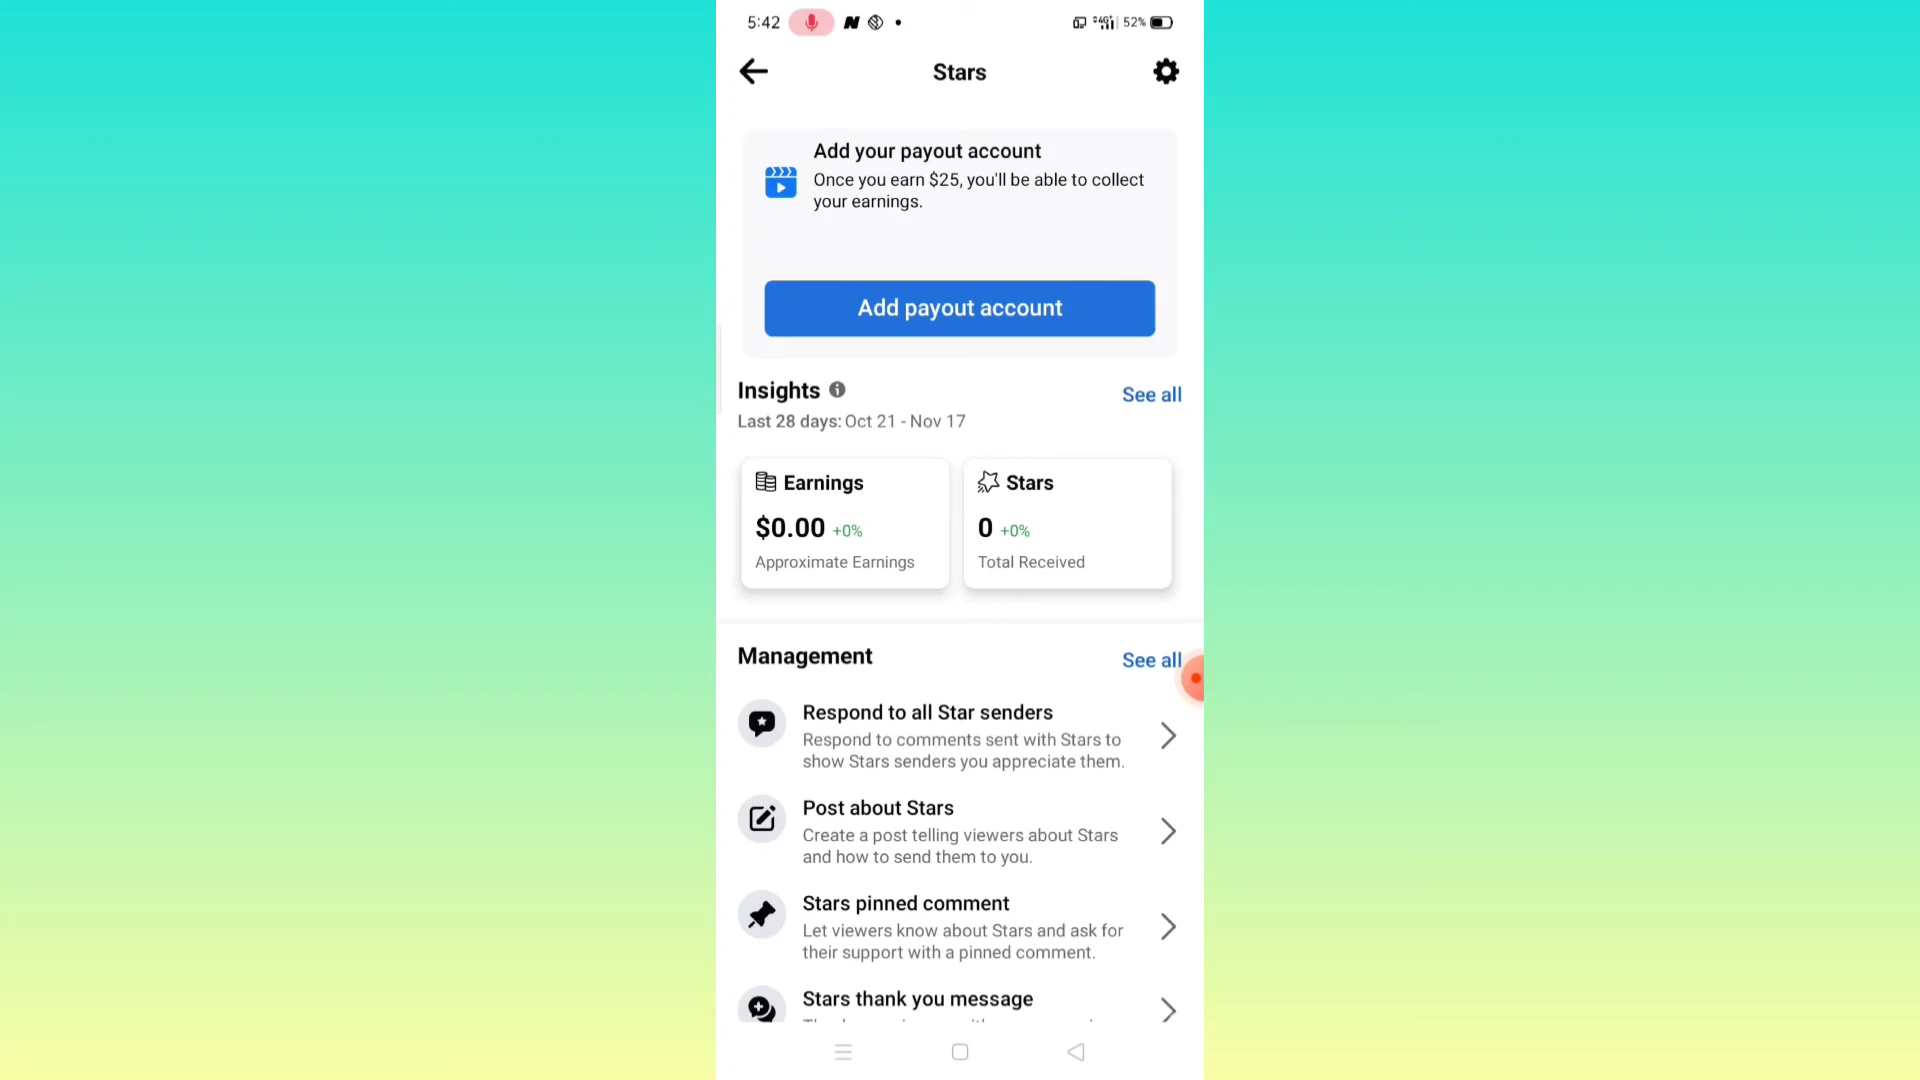 5:42 N 4G+ 52%
Stars
Add your payout account
Once you earn $25, you'll be able to collect
your earnings.
Add payout account
Insights
See all
Last 28 days: Oct 21 - Nov 17
Earnings
$0.00 +0%
Approximate Earnings
Stars
0 +0%
Total Received
Management
See all
Respond to all Star senders
Respond to comments sent with Stars to
show Stars senders you appreciate them.
Post about Stars
Create a post telling viewers about Stars
and how to send them to you.
Stars pinned comment
Let viewers know about Stars and ask for
their support with a pinned comment.
Stars thank you message